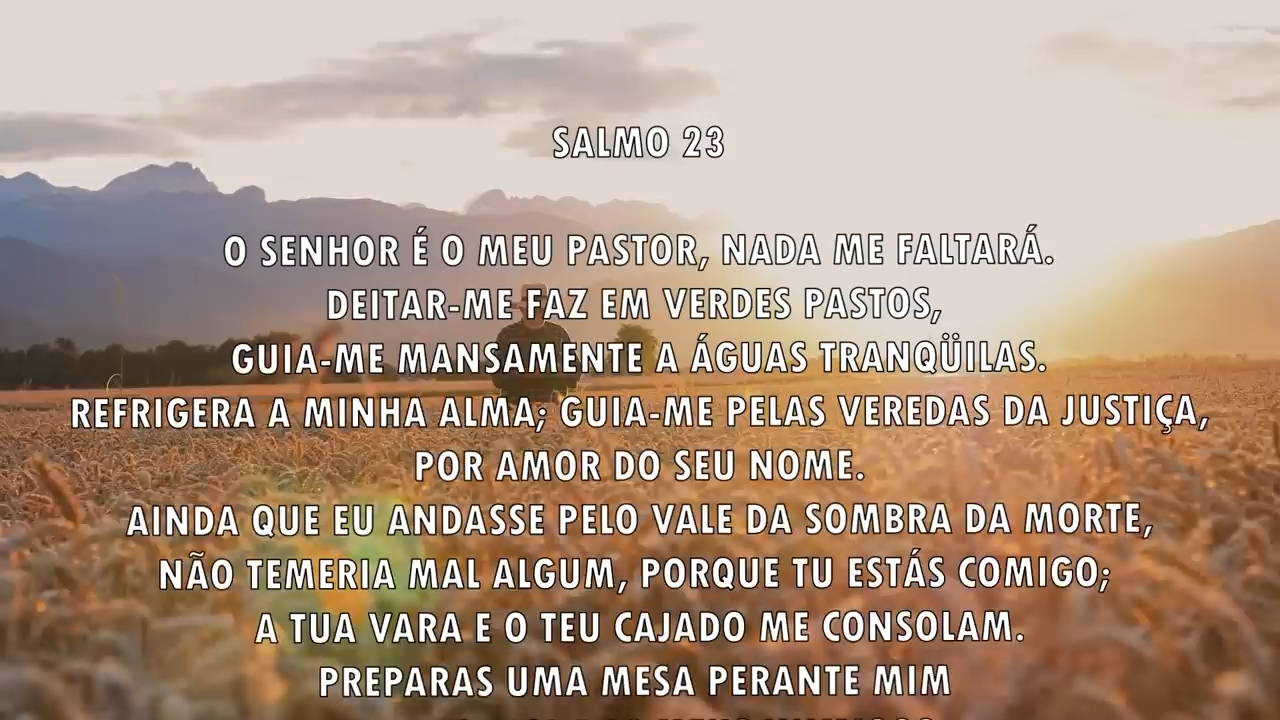 SALMO 23
O SENHOR É O MEU PASTOR, NADA ME FALTARÁ.
DEITAR-ME FAZ EM VERDES PASTOS,
GUIA-ME MANSAMENTE A ÁGUAS TRANQÜILAS.
REFRIGERA A MINHA ALMA; GUIA-ME PELAS VEREDAS DA JUSTIÇA,
POR AMOR DO SEU NOME.
AINDA QUE EU ANDASSE PELO VALE DA SOMBRA DA MORTE,
NÃO TEMERIA MAL ALGUM, PORQUE TU ESTÁS COMIGO;
A TUA VARA E O TEU CAJADO ME CONSOLAM.
PREPARAS UMA MESA PERANTE MIM